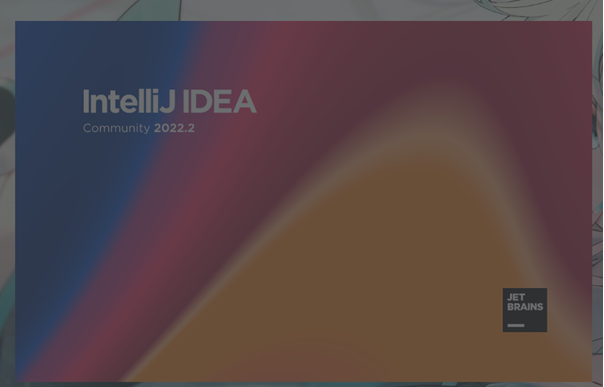 IntelliJ IDEA
Community 2022.2
JET
BRAINS